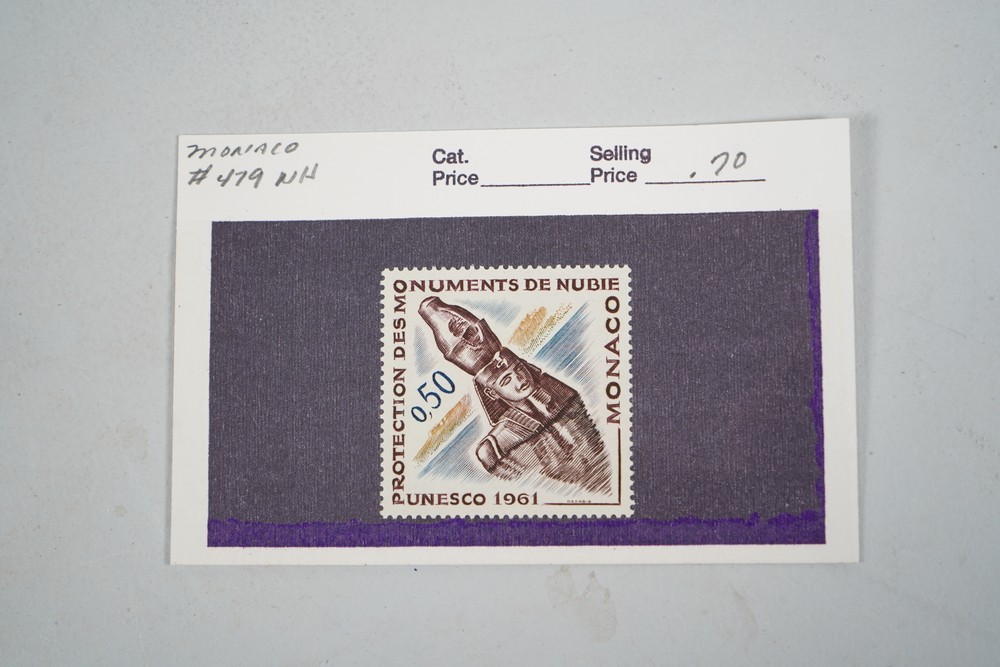 MONACO
#479 NH
Cat.
Price
Selling
Price .70
PROTECTION DES MONUMENTS DE NUBIE
MONACO
0,50
UNESCO 1961